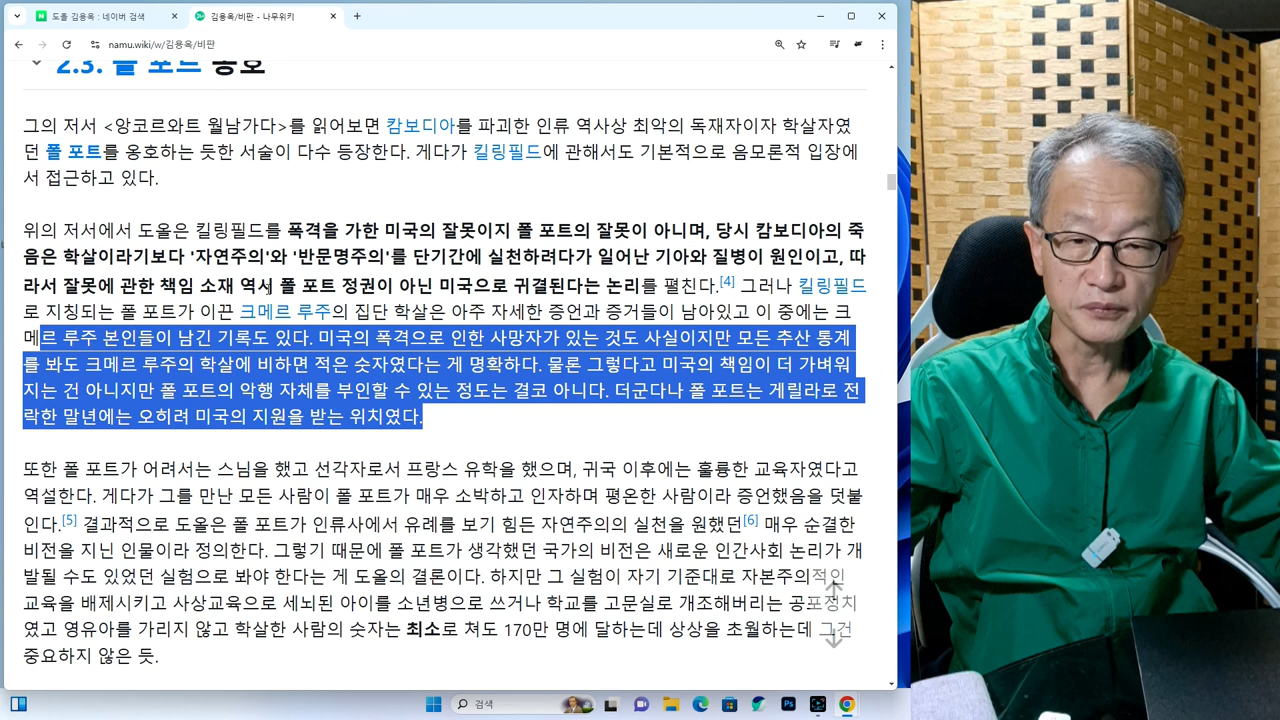 도올 김용옥 : 네이버 검색
김용옥/비판 - 나무위키
namu.wiki/w/김용옥/비판
2.3. 폴 포트 옹호
그의 저서 <앙코르와트 월남가다>를 읽어보면 캄보디아를 파괴한 인류 역사상 최악의 독재자이자 학살자였
던 폴 포트를 옹호하는 듯한 서술이 다수 등장한다. 게다가 킬링필드에 관해서도 기본적으로 음모론적 입장에
서 접근하고 있다.
위의 저서에서 도올은 킬링필드를 폭격을 가한 미국의 잘못이지 폴 포트의 잘못이 아니며, 당시 캄보디아의 죽
음은 학살이라기보다 '자연주의'와 '반문명주의'를 단기간에 실천하려다가 일어난 기아와 질병이 원인이고, 따
라서 잘못에 관한 책임 소재 역시 폴 포트 정권이 아닌 미국으로 귀결된다는 논리를 펼친다.[4] 그러나 킬링필드
로 지칭되는 폴 포트가 이끈 크메르 루주의 집단 학살은 아주 자세한 증언과 증거들이 남아있고 이 중에는 크
메르 루주 본인들이 남긴 기록도 있다. 미국의 폭격으로 인한 사망자가 있는 것도 사실이지만 모든 추산 통계
를 봐도 크메르 루주의 학살에 비하면 적은 숫자였다는 게 명확하다. 물론 그렇다고 미국의 책임이 더 가벼워
지는 건 아니지만 폴 포트의 악행 자체를 부인할 수 있는 정도는 결코 아니다. 더군다나 폴 포트는 게릴라로 전
락한 말년에는 오히려 미국의 지원을 받는 위치였다.
또한 폴 포트가 어려서는 스님을 했고 선각자로서 프랑스 유학을 했으며, 귀국 이후에는 훌륭한 교육자였다고
역설한다. 게다가 그를 만난 모든 사람이 폴 포트가 매우 소박하고 인자하며 평온한 사람이라 증언했음을 덧붙
인다.[5] 결과적으로 도올은 폴 포트가 인류사에서 유례를 보기 힘든 자연주의의 실천을 원했던[6] 매우 순결한
비전을 지닌 인물이라 정의한다. 그렇기 때문에 폴 포트가 생각했던 국가의 비전은 새로운 인간사회 논리가 개
발될 수도 있었던 실험으로 봐야 한다는 게 도올의 결론이다. 하지만 그 실험이 자기 기준대로 자본주의적인
교육을 배제시키고 사상교육으로 세뇌된 아이를 소년병으로 쓰거나 학교를 고문실로 개조해버리는 공포정치
였고 영유아를 가리지 않고 학살한 사람의 숫자는 최소로 쳐도 170만 명에 달하는데 상상을 초월하는데 그건
중요하지 않은 듯.
검색
Ps